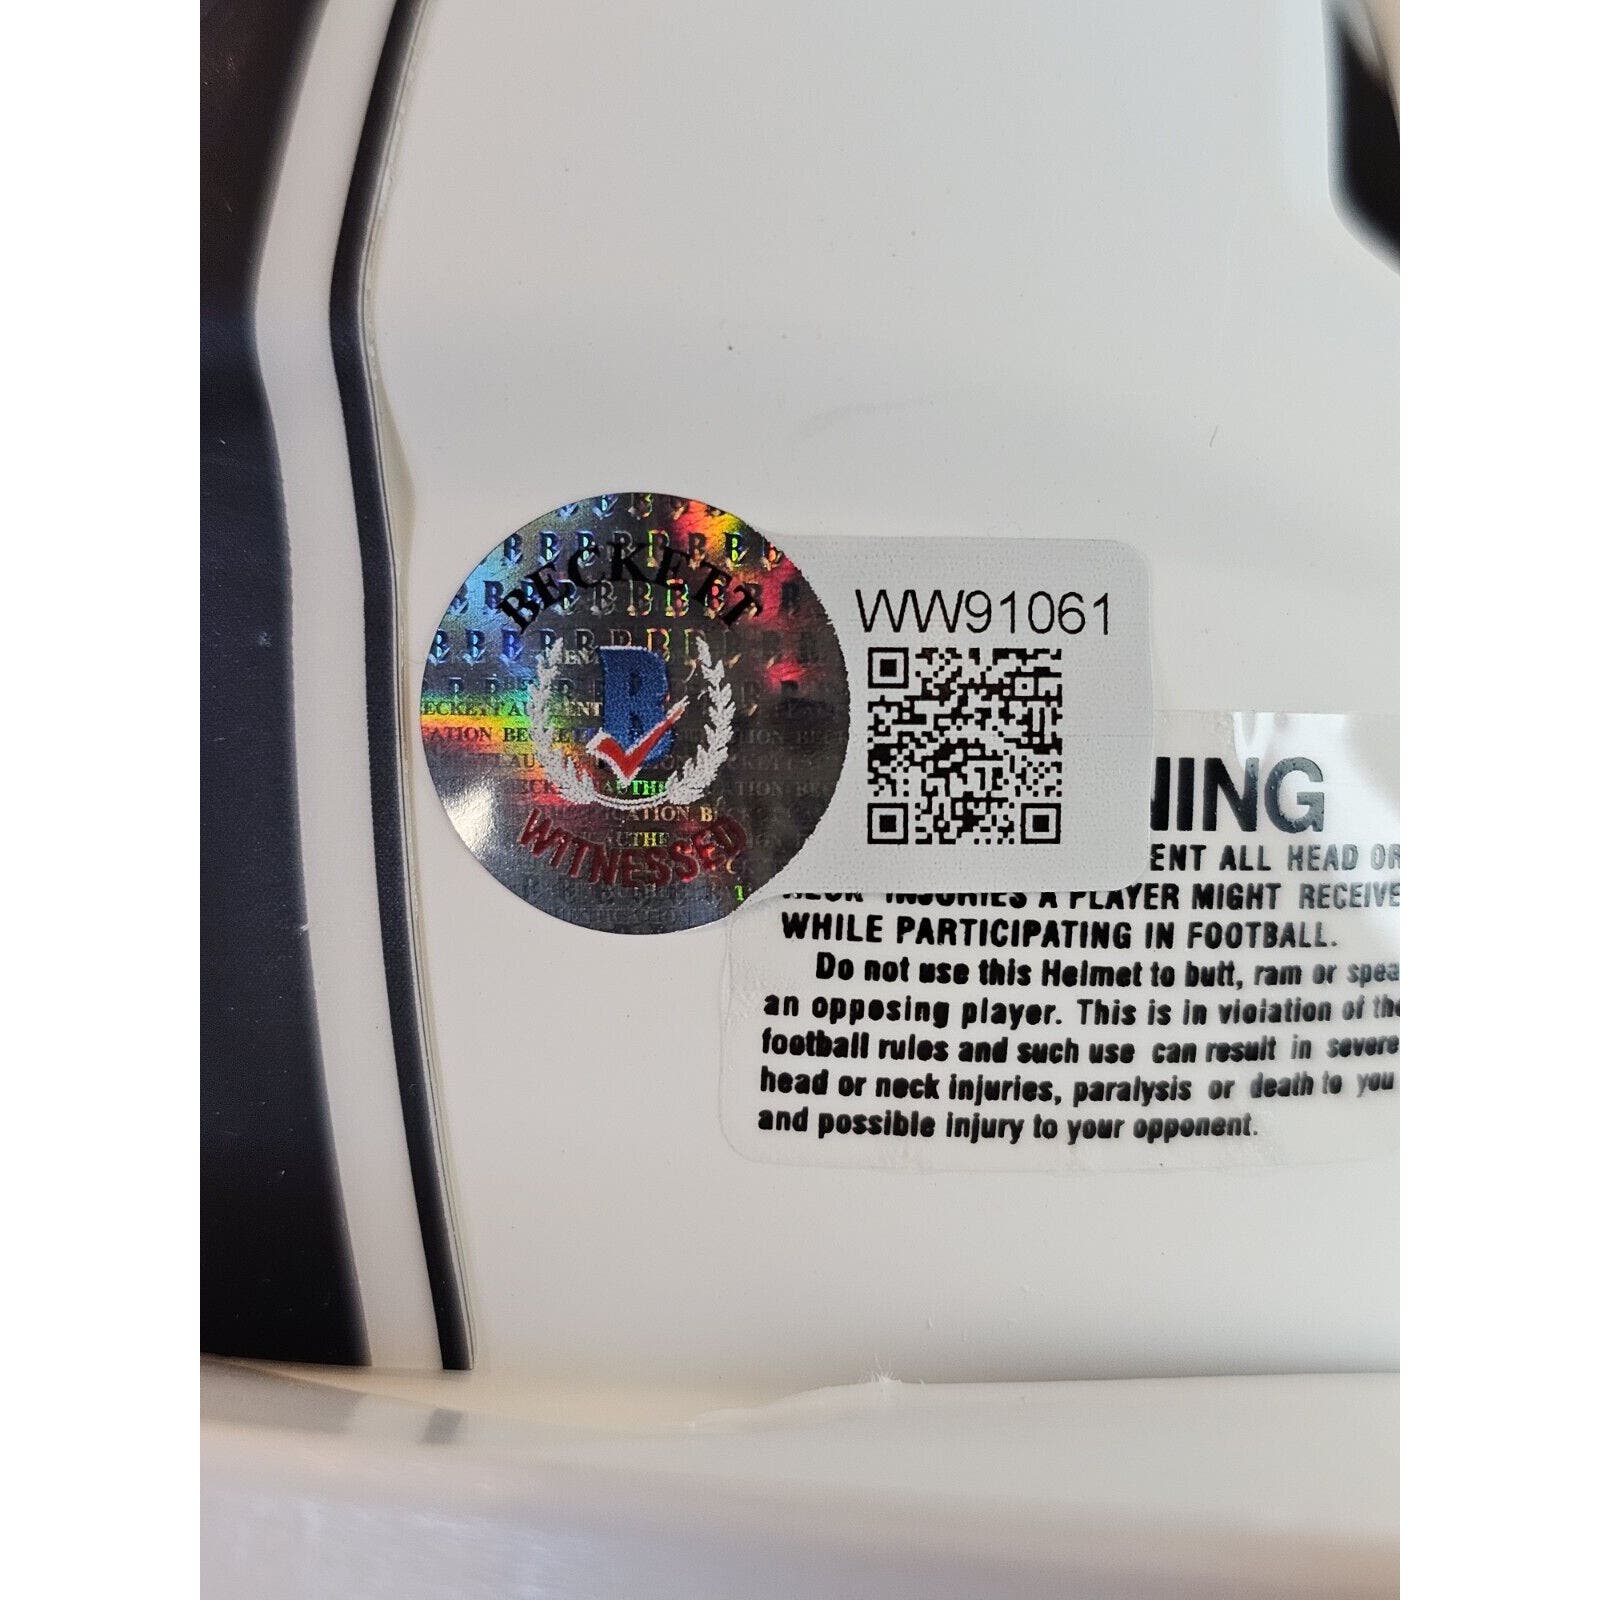 BECKETT
WITNESSED
WW91061
NING
ENT ALL HEAD OR
NECK INJURIES A PLAYER MIGHT RECEIVE
WHILE PARTICIPATING IN FOOTBALL.
Do not use this Helmet to butt, ram or spea
an opposing player. This is in violation of the
football rules and such use can result in severe
head or neck injuries, paralysis or death to you
and possible injury to your opponent.